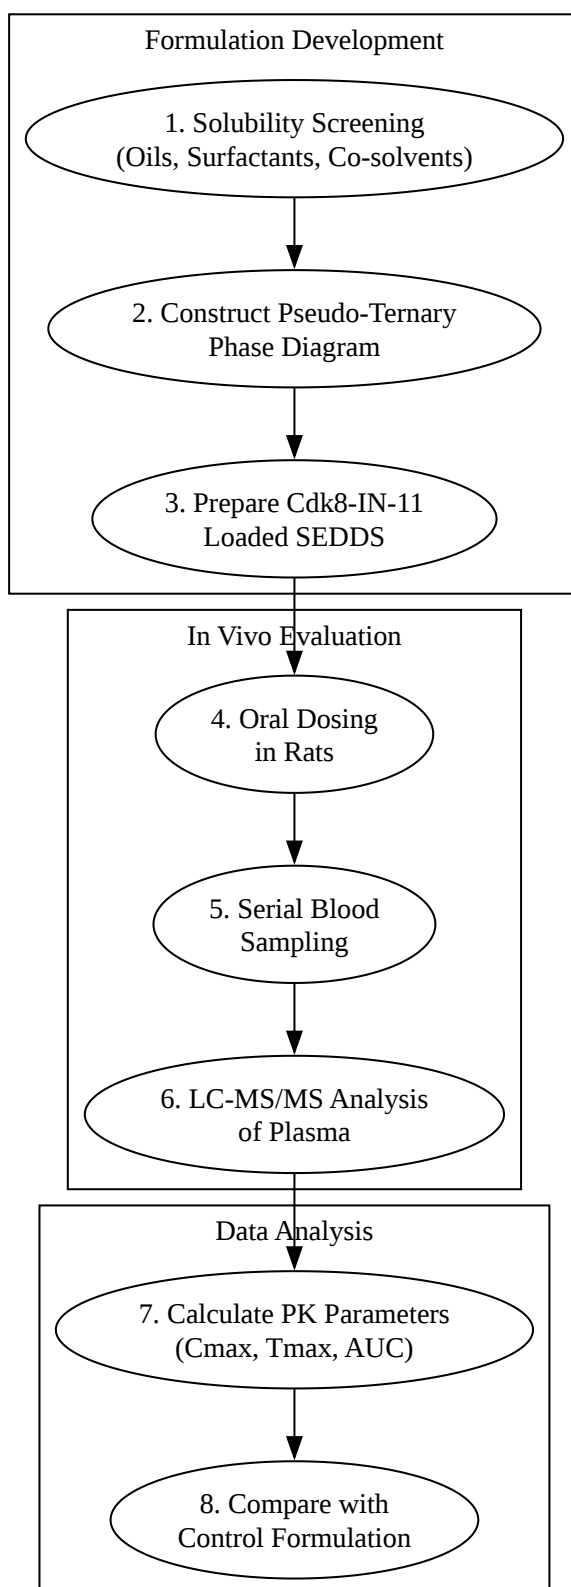 Formulation Development
1. Solubility Screening
(Oils, Surfactants, Co-solvents)
2. Construct Pseudo-Ternary
Phase Diagram
3. Prepare Cdk8-IN-11
Loaded SEDDS
In Vivo Evaluation
4. Oral Dosing
in Rats
5. Serial Blood
Sampling
6. LC-MS/MS Analysis
of Plasma
Data Analysis
7. Calculate PK Parameters
(Cmax, Tmax, AUC)
8. Compare with
Control Formulation